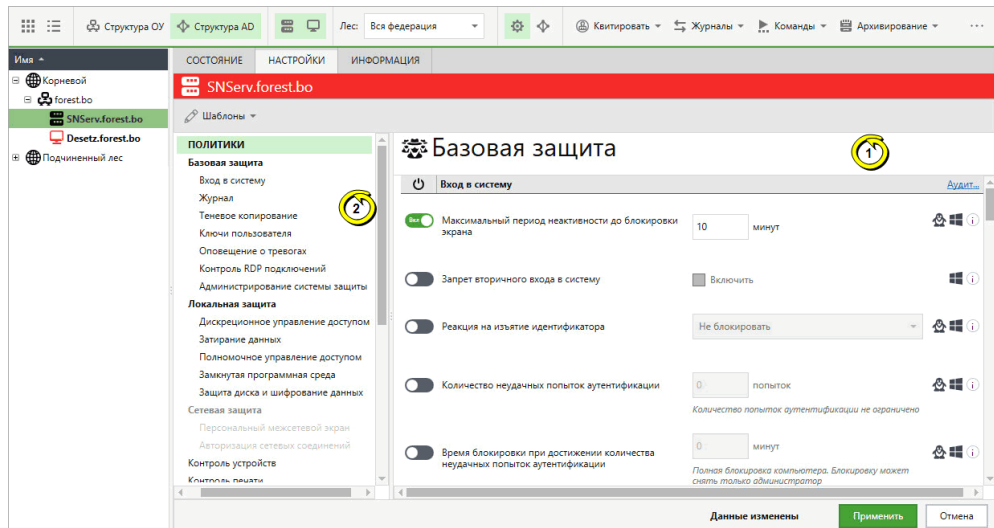 Структура ОУ Структура AD Лес: Вся федерация Квитировать Журналы Команды Архивирование ...
Имя
Корневой
forest.bo
SNServ.forest.bo
Desetz.forest.bo
Подчиненный лес
СОСТОЯНИЕ НАСТРОЙКИ ИНФОРМАЦИЯ
SNServ.forest.bo
Шаблоны
ПОЛИТИКИ
Базовая защита
Вход в систему
Журнал
Теневое копирование
Ключи пользователя
Оповещение о тревогах
Контроль RDP подключений
Администрирование системы защиты
Локальная защита
Дискреционное управление доступом
Затирание данных
Полномочное управление доступом
Замкнутая программная среда
Защита диска и шифрование данных
Сетевая защита
Персональный межсетевой экран
Авторизация сетевых соединений
Контроль устройств
Контроль печати
2
Базовая защита
1
Вход в систему Аудит...
Вкл Максимальный период неактивности до блокировки
экрана
10 минут
Запрет вторичного входа в систему Включить
Реакция на изъятие идентификатора Не блокировать
Количество неудачных попыток аутентификации 0 попыток
Количество попыток аутентификации не ограничено
Время блокировки при достижении количества
неудачных попыток аутентификации
0 минут
Полная блокировка компьютера. Блокировку может
снять только администратор
Данные изменены Применить Отмена